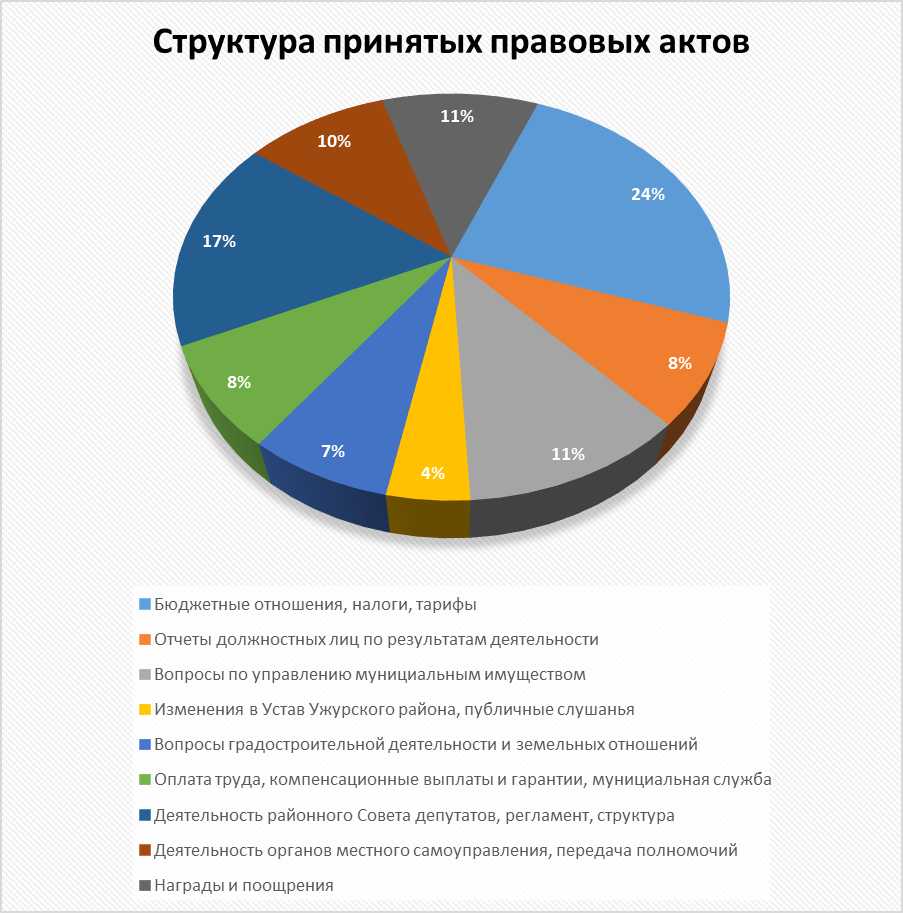 Структура принятых правовых актов
11%
10%
24%
17%
8%
8%
7%
11%
4%
Бюджетные отношения, налоги, тарифы
Отчеты должностных лиц по результатам деятельности
Вопросы по управлению муниципальным имуществом
Изменения в Устав Ужурского района, публичные слушанья
Вопросы градостроительной деятельности и земельных отношений
Оплата труда, компенсационные выплаты и гарантии, муниципальная служба
Деятельность районного Совета депутатов, регламент, структура
Деятельность органов местного самоуправления, передача полномочий
Награды и поощрения